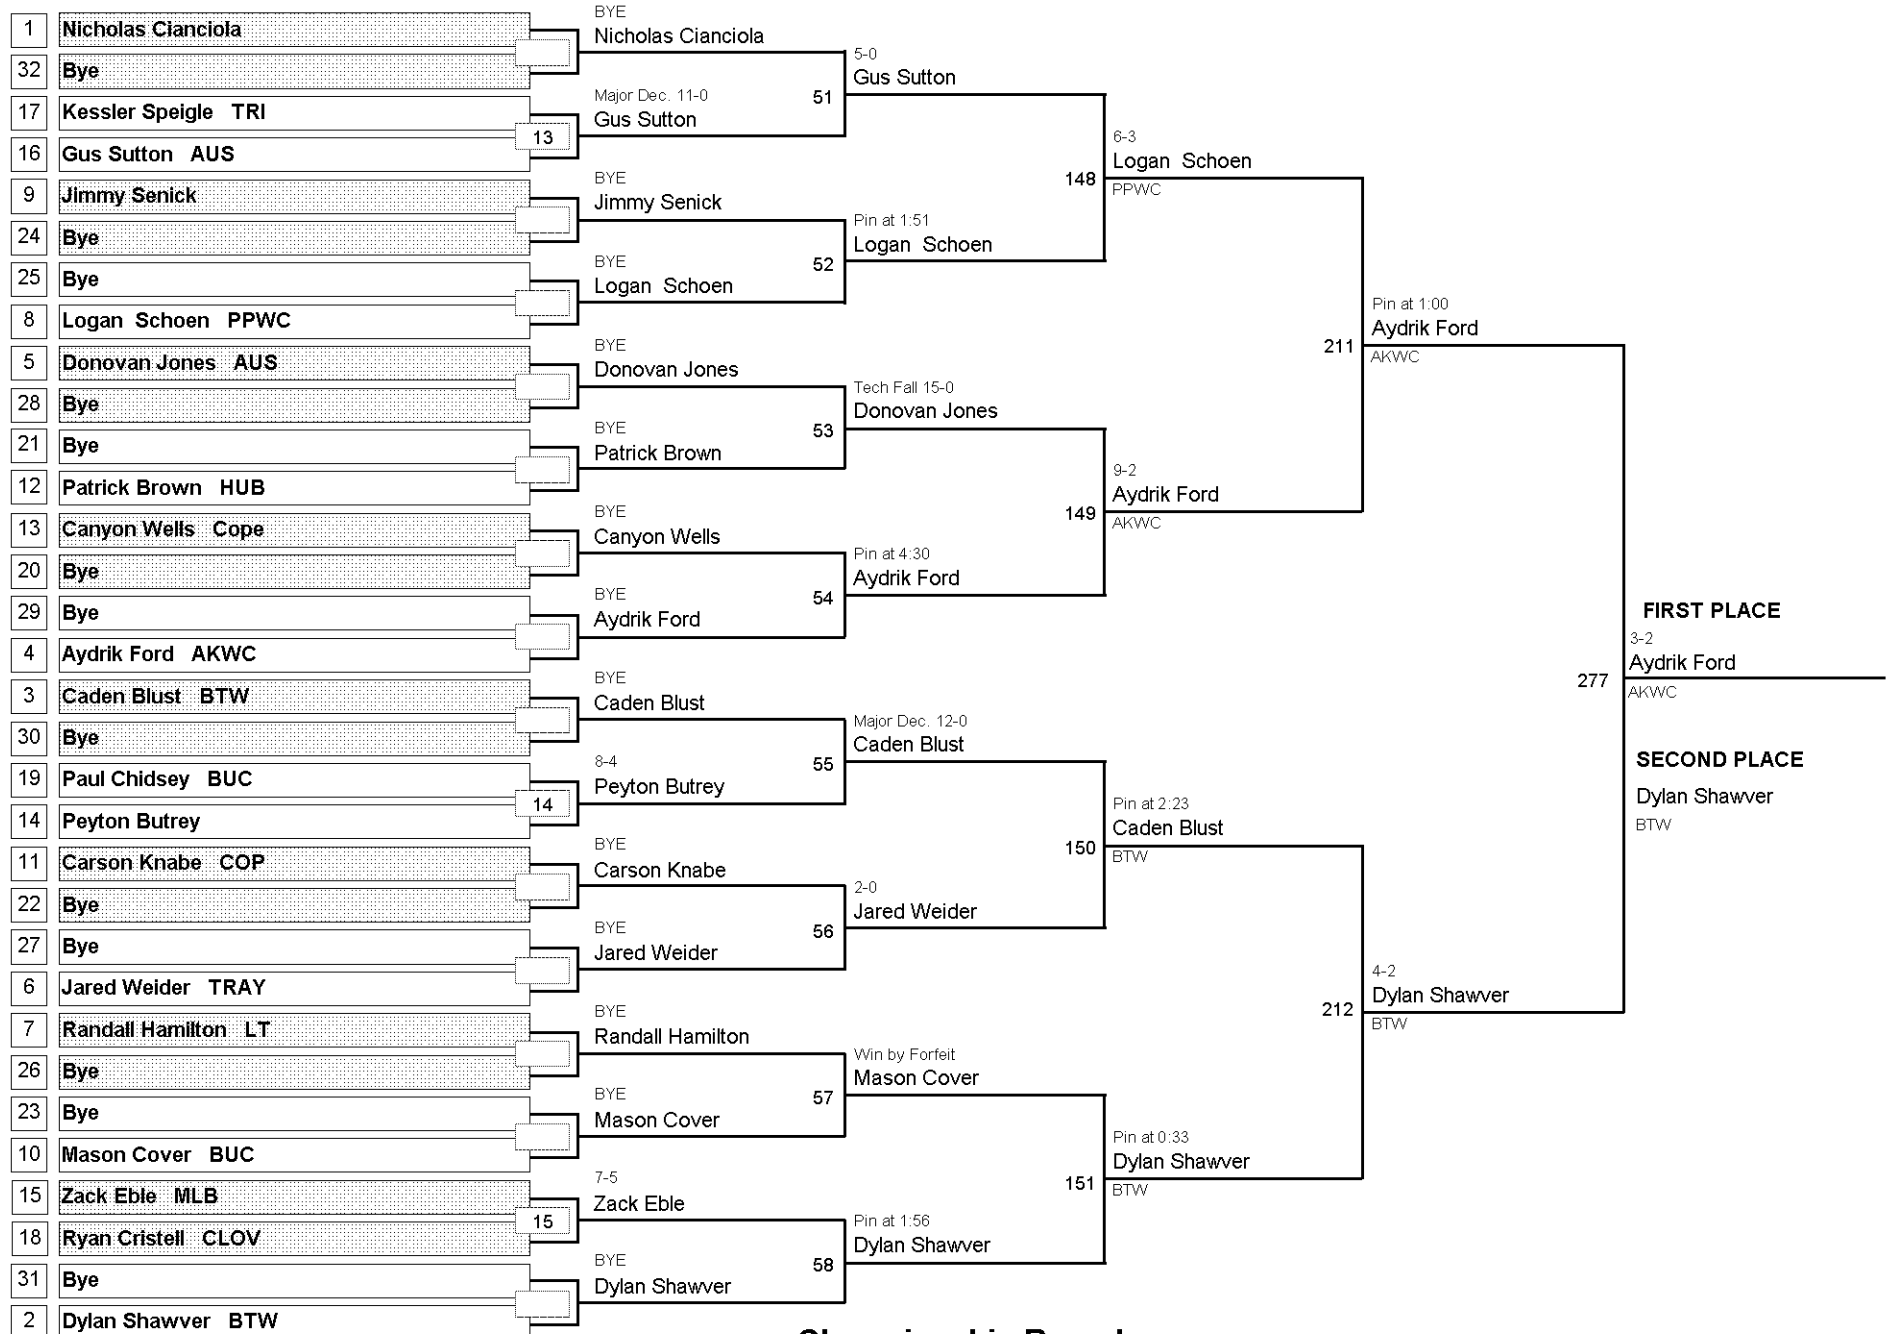 1 Nicholas Cianciola
32 Bye
17 Kessler Speigle TRI
16 Gus Sutton AUS
9 Jimmy Senick
24 Bye
25 Bye
8 Logan Schoen PPWC
5 Donovan Jones AUS
28 Bye
21 Bye
12 Patrick Brown HUB
13 Canyon Wells Cope
20 Bye
29 Bye
4 Aydrik Ford AKWC
3 Caden Blust BTW
30 Bye
19 Paul Chidsey BUC
14 Peyton Butrey
11 Carson Knabe COP
22 Bye
27 Bye
6 Jared Weider TRAY
7 Randall Hamilton LT
26 Bye
23 Bye
10 Mason Cover BUC
15 Zack Eble MLB
18 Ryan Cristell CLOV
31 Bye
2 Dylan Shawver BTW
13
14
15
BYE
Nicholas Cianciola
Major Dec. 11-0
Gus Sutton
BYE
Jimmy Senick
BYE
Logan Schoen
BYE
Donovan Jones
BYE
Patrick Brown
BYE
Canyon Wells
BYE
Aydrik Ford
BYE
Caden Blust
8-4
Peyton Butrey
BYE
Carson Knabe
BYE
Jared Weider
BYE
Randall Hamilton
BYE
Mason Cover
7-5
Zack Eble
BYE
Dylan Shawver
51
52
53
54
55
56
57
58
5-0
Gus Sutton
Pin at 1:51
Logan Schoen
Tech Fall 15-0
Donovan Jones
Pin at 4:30
Aydrik Ford
Major Dec. 12-0
Caden Blust
2-0
Jared Weider
Win by Forfeit
Mason Cover
Pin at 1:56
Dylan Shawver
148
149
150
151
6-3
Logan Schoen
PPWC
9-2
Aydrik Ford
AKWC
Pin at 2:23
Caden Blust
BTW
Pin at 0:33
Dylan Shawver
BTW
211
212
Pin at 1:00
Aydrik Ford
AKWC
4-2
Dylan Shawver
BTW
277
FIRST PLACE
3-2
Aydrik Ford
AKWC
SECOND PLACE
Dylan Shawver
BTW